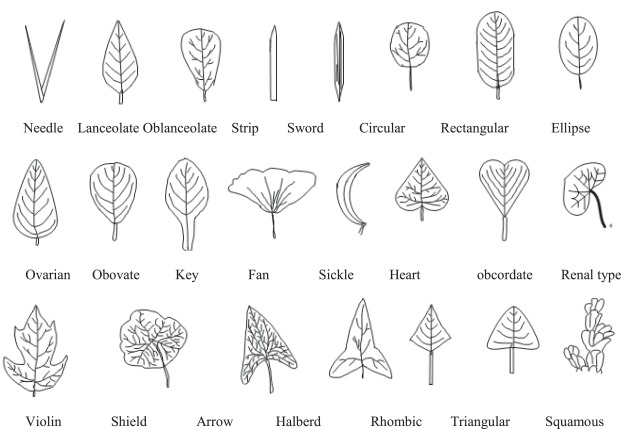 Needle Lanceolate Oblanceolate Strip Sword Circular Rectangular Ellipse
Ovarian Obovate Key Fan Sickle Heart obcordate Renal type
Violin Shield Arrow Halberd Rhombic Triangular Squamous